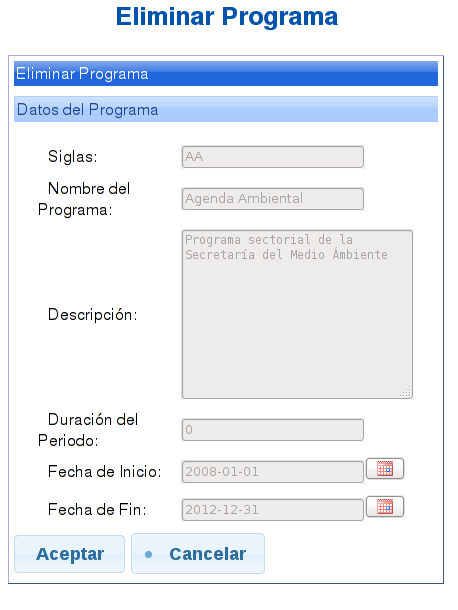 Eliminar Programa
Eliminar Programa
Datos del Programa
Siglas:
AA
Nombre del
Programa:
Agenda Ambiental
Descripción:
Programa sectorial de la
Secretaría del Medio Ámbiente
Duración del
Periodo:
0
Fecha de Inicio:
2008-01-01
Fecha de Fin:
2012-12-31
Aceptar
Cancelar